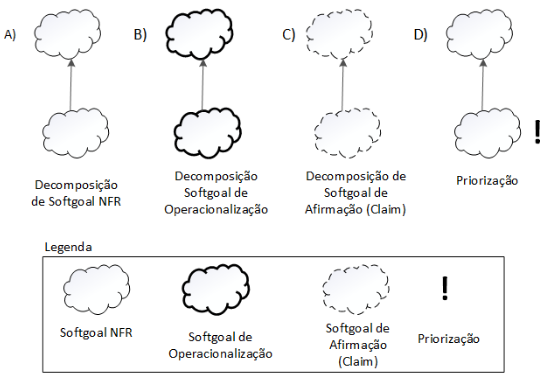 A)
B)
C)
D)
!
Decomposição
de Softgoal NFR
Decomposição
Softgoal de
Operacionalização
Decomposição de
Softgoal de
Afirmação (Claim)
Priorização
Legenda
!
Softgoal NFR
Softgoal de
Operacionalização
Softgoal de
Afirmação
(Claim)
Priorização